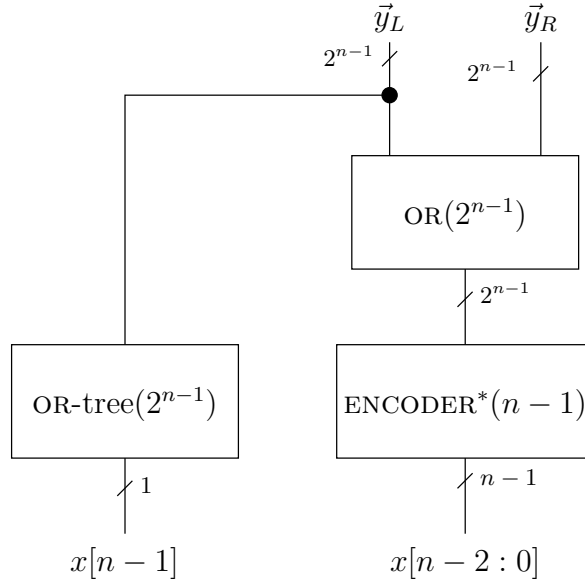 $\vec{y}_L$ $\vec{y}_R$
$2^{n-1}$ $2^{n-1}$
OR$(2^{n-1})$
$2^{n-1}$
OR-tree$(2^{n-1})$ ENCODER$^*(n-1)$
1 $n-1$
$x[n-1]$ $x[n-2:0]$